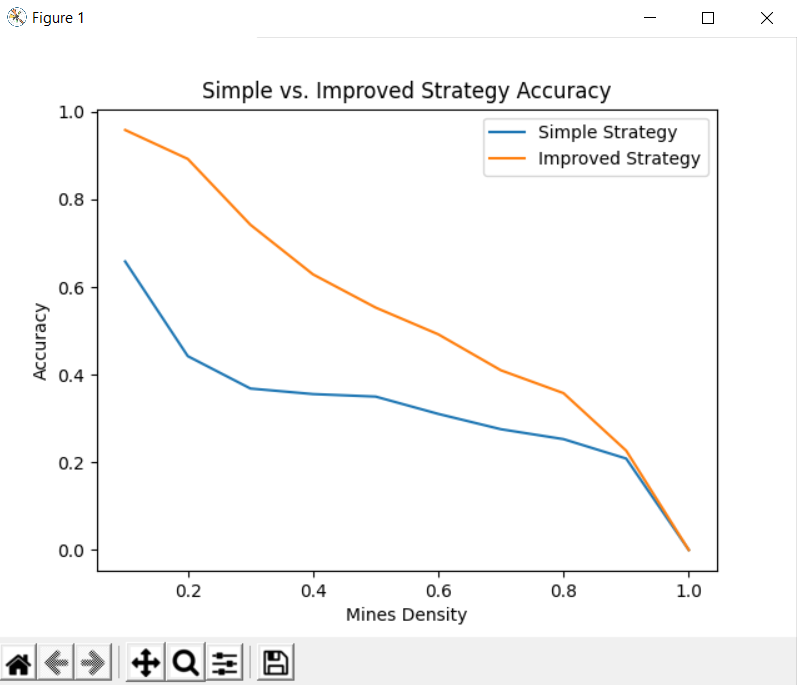 Figure 1
Simple vs. Improved Strategy Accuracy
Simple Strategy
Improved Strategy
1.0
0.8
0.6
0.4
0.2
0.0
Accuracy
0.2 0.4 0.6 0.8 1.0
Mines Density